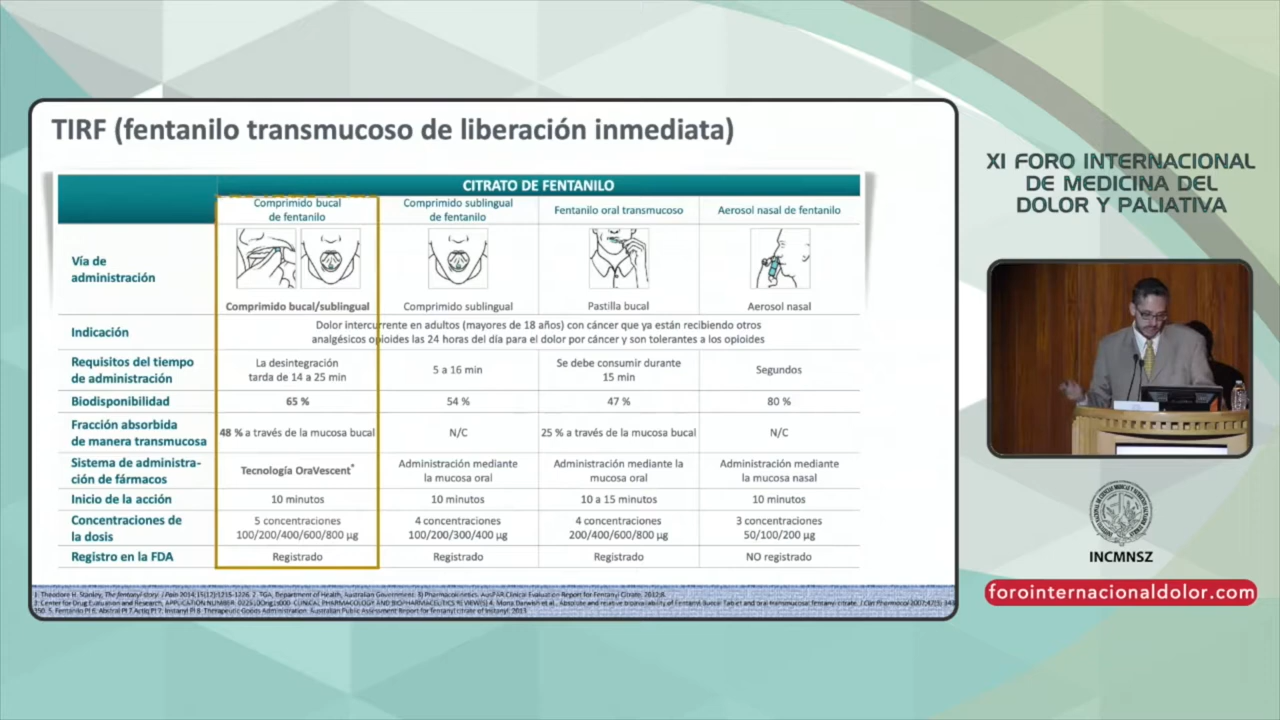 TIRF (fentanilo transmucoso de liberación inmediata)
CITRATO DE FENTANILO
Comprimido bucal
de fentanilo
Comprimido sublingual
de fentanilo
Fentanilo oral transmucoso
Aerosol nasal de fentanilo
Vía de
administración
Comprimido bucal/sublingual
Comprimido sublingual
Pastilla bucal
Aerosol nasal
Indicación
Dolor intercurrente en adultos (mayores de 18 años) con cáncer que ya están recibiendo otros
analgésicos opioides las 24 horas del día para el dolor por cáncer y son tolerantes a los opioides
Requisitos del tiempo
de administración
La desintegración
tarda de 14 a 25 min
5 a 16 min
Se debe consumir durante
15 min
Segundos
Biodisponibilidad
65 %
54 %
47 %
80 %
Fracción absorbida
de manera transmucosa
48 % a través de la mucosa bucal
N/C
25 % a través de la mucosa bucal
N/C
Sistema de administra-
ción de fármacos
Tecnología OraVescent*
Administración mediante
la mucosa oral
Administración mediante la
mucosa oral
Administración mediante
la mucosa nasal
Inicio de la acción
10 minutos
10 minutos
10 a 15 minutos
10 minutos
Concentraciones de
la dosis
5 concentraciones
100/200/400/600/800 µg
4 concentraciones
100/200/300/400 µg
4 concentraciones
200/400/600/800 µg
3 concentraciones
50/100/200 µg
Registro en la FDA
Registrado
Registrado
Registrado
NO registrado
XI FORO INTERNACIONAL
DE MEDICINA DEL
DOLOR Y PALIATIVA
INCMNSZ
forointernacionaldolor.com